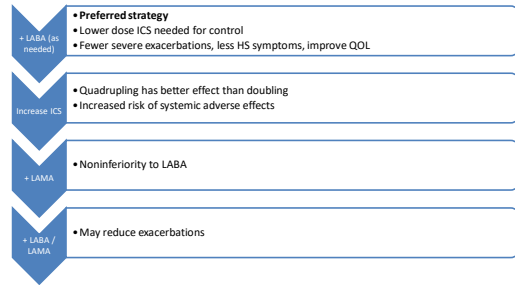 + LABA (as
needed)
•Preferred strategy
•Lower dose ICS needed for control
•Fewer severe exacerbations, less HS symptoms, improve QOL
Increase ICS
•Quadrupling has better effect than doubling
•Increased risk of systemic adverse effects
+ LAMA
•Noninferiority to LABA
+ LABA /
LAMA
•May reduce exacerbations